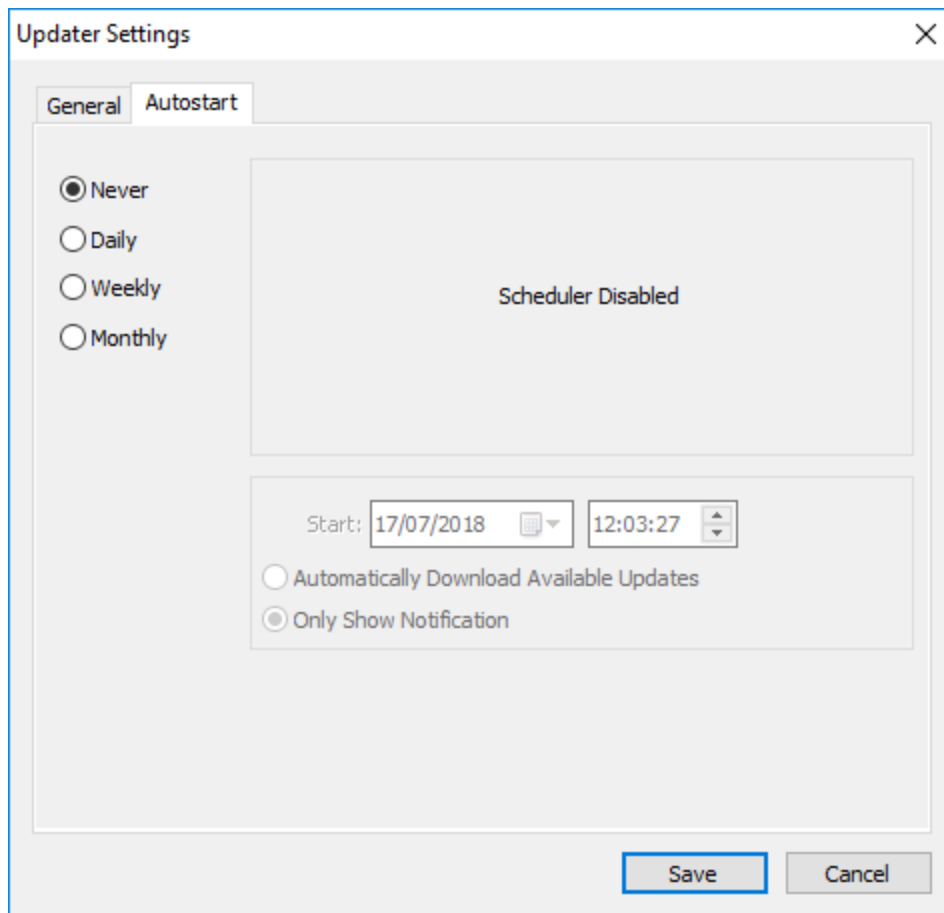 Updater Settings
General Autostart
Never
Daily
Weekly
Monthly
Scheduler Disabled
Start: 17/07/2018 12:03:27
Automatically Download Available Updates
Only Show Notification
Save Cancel